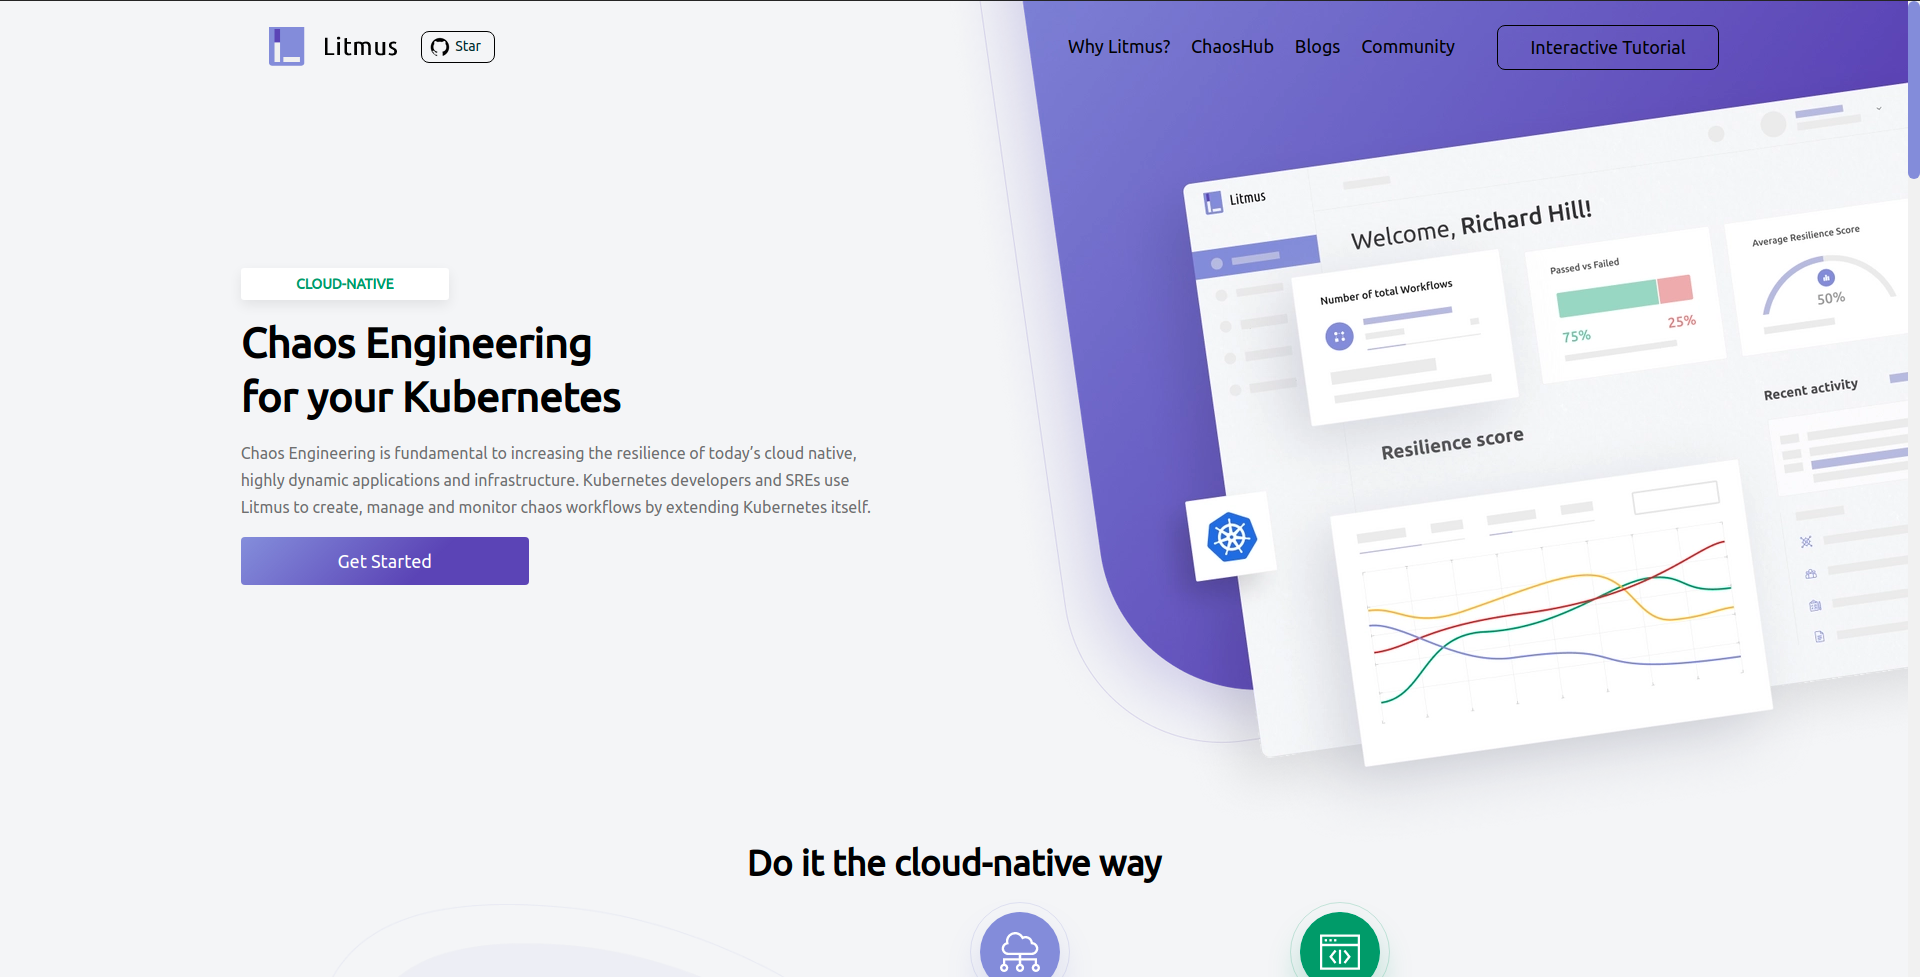 Litmus
Star
Why Litmus?
ChaosHub
Blogs
Community
Interactive Tutorial
CLOUD-NATIVE
Chaos Engineering
for your Kubernetes
Chaos Engineering is fundamental to increasing the resilience of today’s cloud native,
highly dynamic applications and infrastructure. Kubernetes developers and SREs use
Litmus to create, manage and monitor chaos workflows by extending Kubernetes itself.
Get Started
Litmus
Welcome, Richard Hill!
Number of total Workflows
Passed vs Failed
75%
25%
Average Resilience Score
50%
Recent activity
Resilience score
Do it the cloud-native way